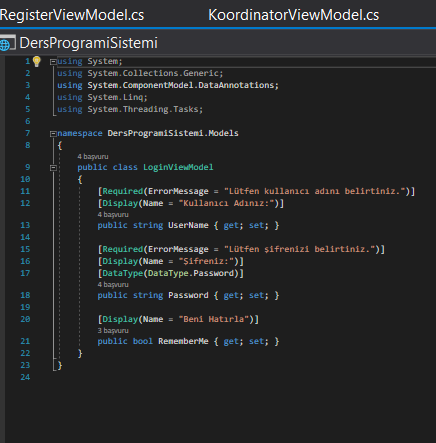 RegisterViewModel.cs KoordinatorViewModel.cs
DersProgramiSistemi
1 using System;
2 using System.Collections.Generic;
3 using System.ComponentModel.DataAnnotations;
4 using System.Linq;
5 using System.Threading.Tasks;
6
7 namespace DersProgramiSistemi.Models
8 {
4 başvuru
9 public class LoginViewModel
10 {
11 [Required(ErrorMessage = "Lütfen kullanıcı adını belirtiniz.")]
12 [Display(Name = "Kullanıcı Adınız:")]
4 başvuru
13 public string UserName { get; set; }
14
15 [Required(ErrorMessage = "Lütfen şifrenizi belirtiniz.")]
16 [Display(Name = "Şifreniz:")]
17 [DataType(DataType.Password)]
4 başvuru
18 public string Password { get; set; }
19
20 [Display(Name = "Beni Hatırla")]
3 başvuru
21 public bool RememberMe { get; set; }
22 }
23 }
24